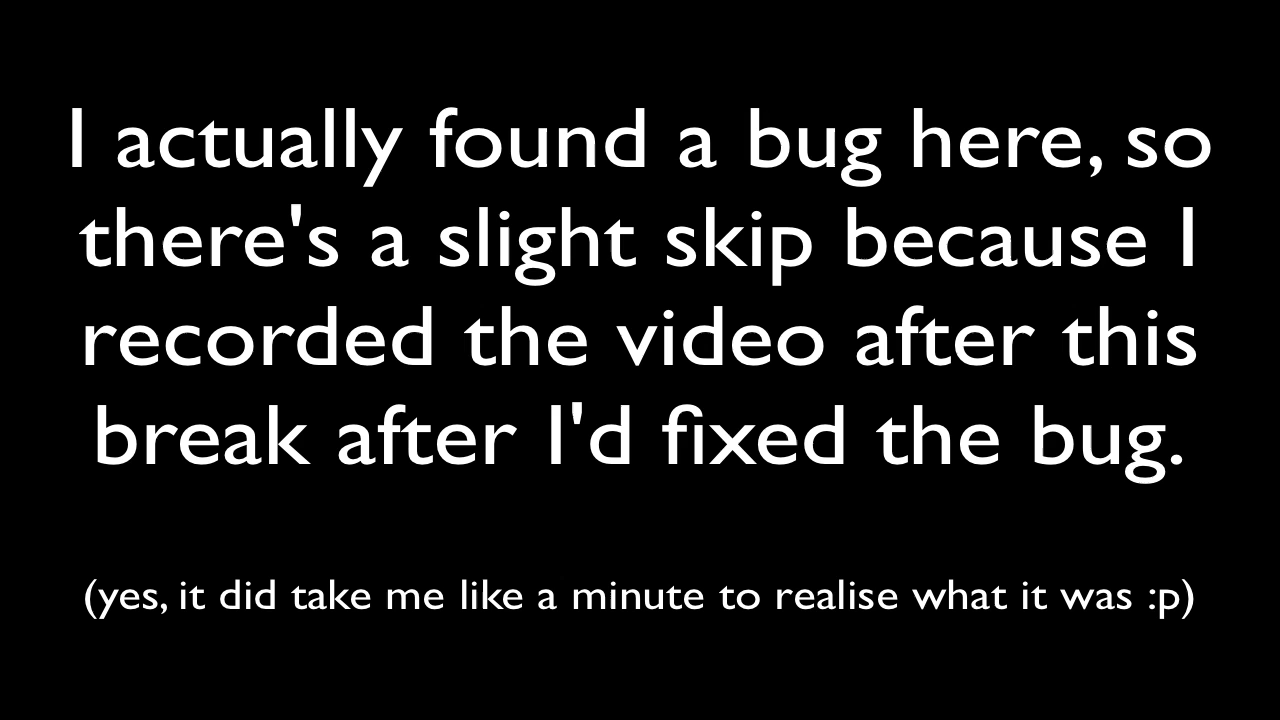 I actually found a bug here, so
there's a slight skip because I
recorded the video after this
break after I'd fixed the bug.
(yes, it did take me like a minute to realise what it was :p)